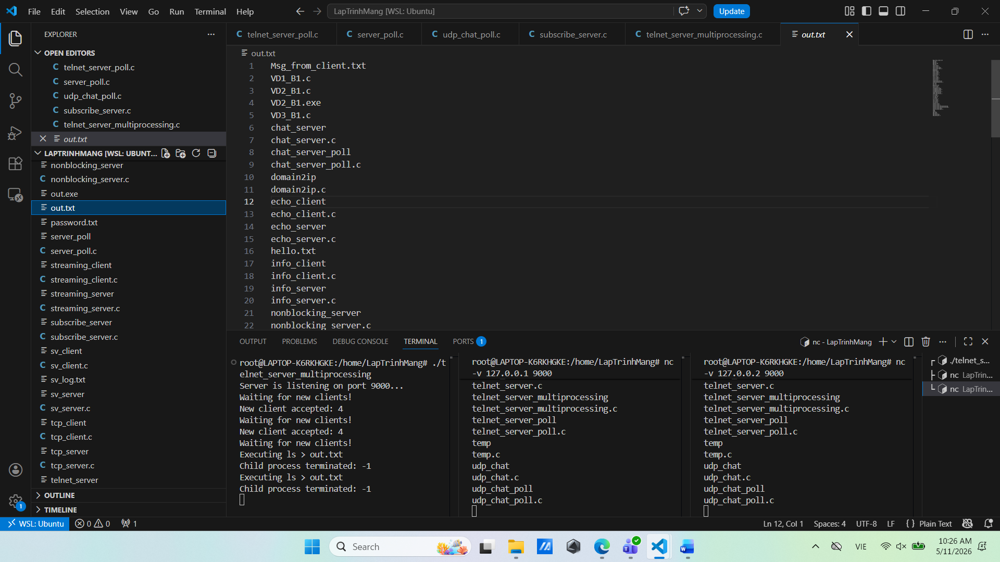 File Edit Selection View Go Run Terminal Help
LapTrinhMang [WSL: Ubuntu]
Update
EXPLORER
OPEN EDITORS
C telnet_server_poll.c
C server_poll.c
C udp_chat_poll.c
C subscribe_server.c
C telnet_server_multiprocessing.c
out.txt
LAPTRINHMANG [WSL: UBUNT...
nonblocking_server
C nonblocking_server.c
out.exe
out.txt
password.txt
server_poll
C server_poll.c
streaming_client
C streaming_client.c
streaming_server
C streaming_server.c
subscribe_server
C subscribe_server.c
sv_client
C sv_client.c
sv_log.txt
sv_server
C sv_server.c
tcp_client
C tcp_client.c
tcp_server
C tcp_server.c
telnet_server
OUTLINE
TIMELINE
1
C telnet_server_poll.c
C server_poll.c
C udp_chat_poll.c
C subscribe_server.c
C telnet_server_multiprocessing.c
out.txt
out.txt
1 Msg_from_client.txt
2 VD1_B1.c
3 VD2_B1.c
4 VD2_B1.exe
5 VD3_B1.c
6 chat_server
7 chat_server.c
8 chat_server_poll
9 chat_server_poll.c
10 domain2ip
11 domain2ip.c
12 echo_client
13 echo_client.c
14 echo_server
15 echo_server.c
16 hello.txt
17 info_client
18 info_client.c
19 info_server
20 info_server.c
21 nonblocking_server
22 nonblocking_server.c
OUTPUT PROBLEMS DEBUG CONSOLE TERMINAL PORTS 1
nc - LapTrinhMang
root@LAPTOP-K6RKHGKE:/home/LapTrinhMang# ./t
elnet_server_multiprocessing
Server is listening on port 9000...
Waiting for new clients!
New client accepted: 4
Waiting for new clients!
New client accepted: 4
Waiting for new clients!
Executing ls > out.txt
Child process terminated: -1
Executing ls > out.txt
Child process terminated: -1
root@LAPTOP-K6RKHGKE:/home/LapTrinhMang# nc
-v 127.0.0.1 9000
telnet_server.c
telnet_server_multiprocessing
telnet_server_multiprocessing.c
telnet_server_poll
telnet_server_poll.c
temp
temp.c
udp_chat
udp_chat.c
udp_chat_poll
udp_chat_poll.c
root@LAPTOP-K6RKHGKE:/home/LapTrinhMang# nc
-v 127.0.0.2 9000
telnet_server.c
telnet_server_multiprocessing
telnet_server_multiprocessing.c
telnet_server_poll
telnet_server_poll.c
temp
temp.c
udp_chat
udp_chat.c
udp_chat_poll
udp_chat_poll.c
./telnet_s...
nc LapTrin...
nc LapTrin...
WSL: Ubuntu 0 0 1
Ln 12, Col 1 Spaces: 4 UTF-8 LF {} Plain Text
Search
VIE
10:26 AM
5/11/2026